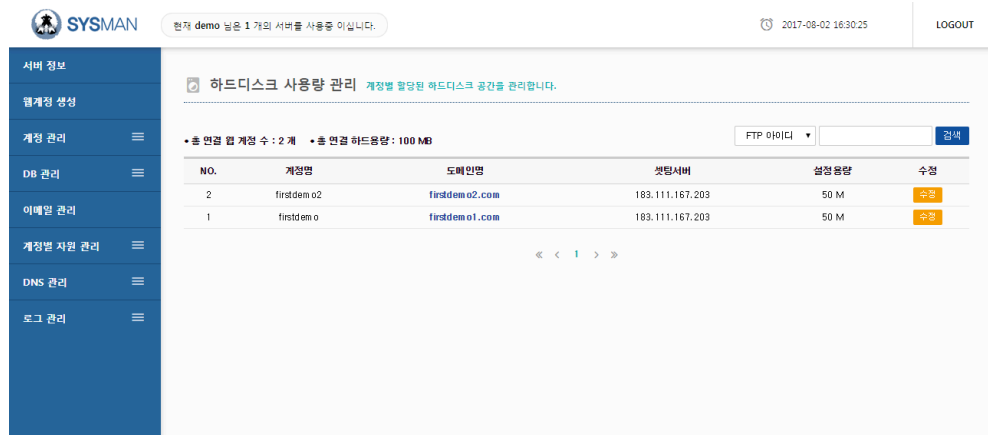 SYSMAN
현재 demo 님은 1 개의 서버를 사용중 이십니다.
2017-08-02 16:30:25
LOGOUT
서버 정보
웹계정 생성
계정 관리
DB 관리
이메일 관리
계정별 자원 관리
DNS 관리
로그 관리
하드디스크 사용량 관리 계정별 할당된 하드디스크 공간을 관리합니다.
• 총 연결 웹 계정 수 : 2 개 • 총 연결 하드용량 : 100 MB
FTP 아이디 ▼ 검색
NO. 계정명 도메인명 셋팅서버 설정용량 수정
2 firstdemo2 firstdemo2.com 183.111.167.203 50 M 수정
1 firstdemo firstdemo1.com 183.111.167.203 50 M 수정
« < 1 > »